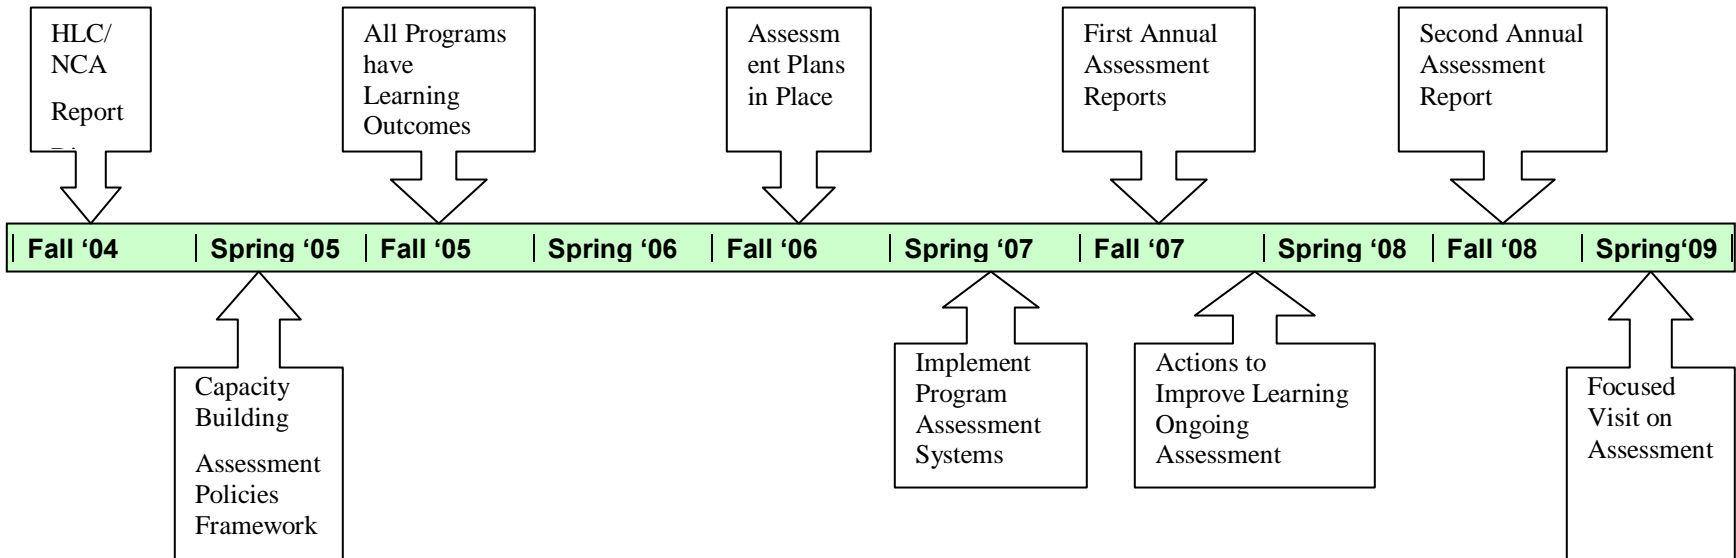 HLC/
NCA
Report
All Programs
have
Learning
Outcomes
Assessm
ent Plans
in Place
First Annual
Assessment
Reports
Second Annual
Assessment
Report
Fall ‘04
Spring ‘05
Fall ‘05
Spring ‘06
Fall ‘06
Spring ‘07
Fall ‘07
Spring ‘08
Fall ‘08
Spring‘09
Capacity
Building
Assessment
Policies
Framework
Implement
Program
Assessment
Systems
Actions to
Improve Learning
Ongoing
Assessment
Focused
Visit on
Assessment